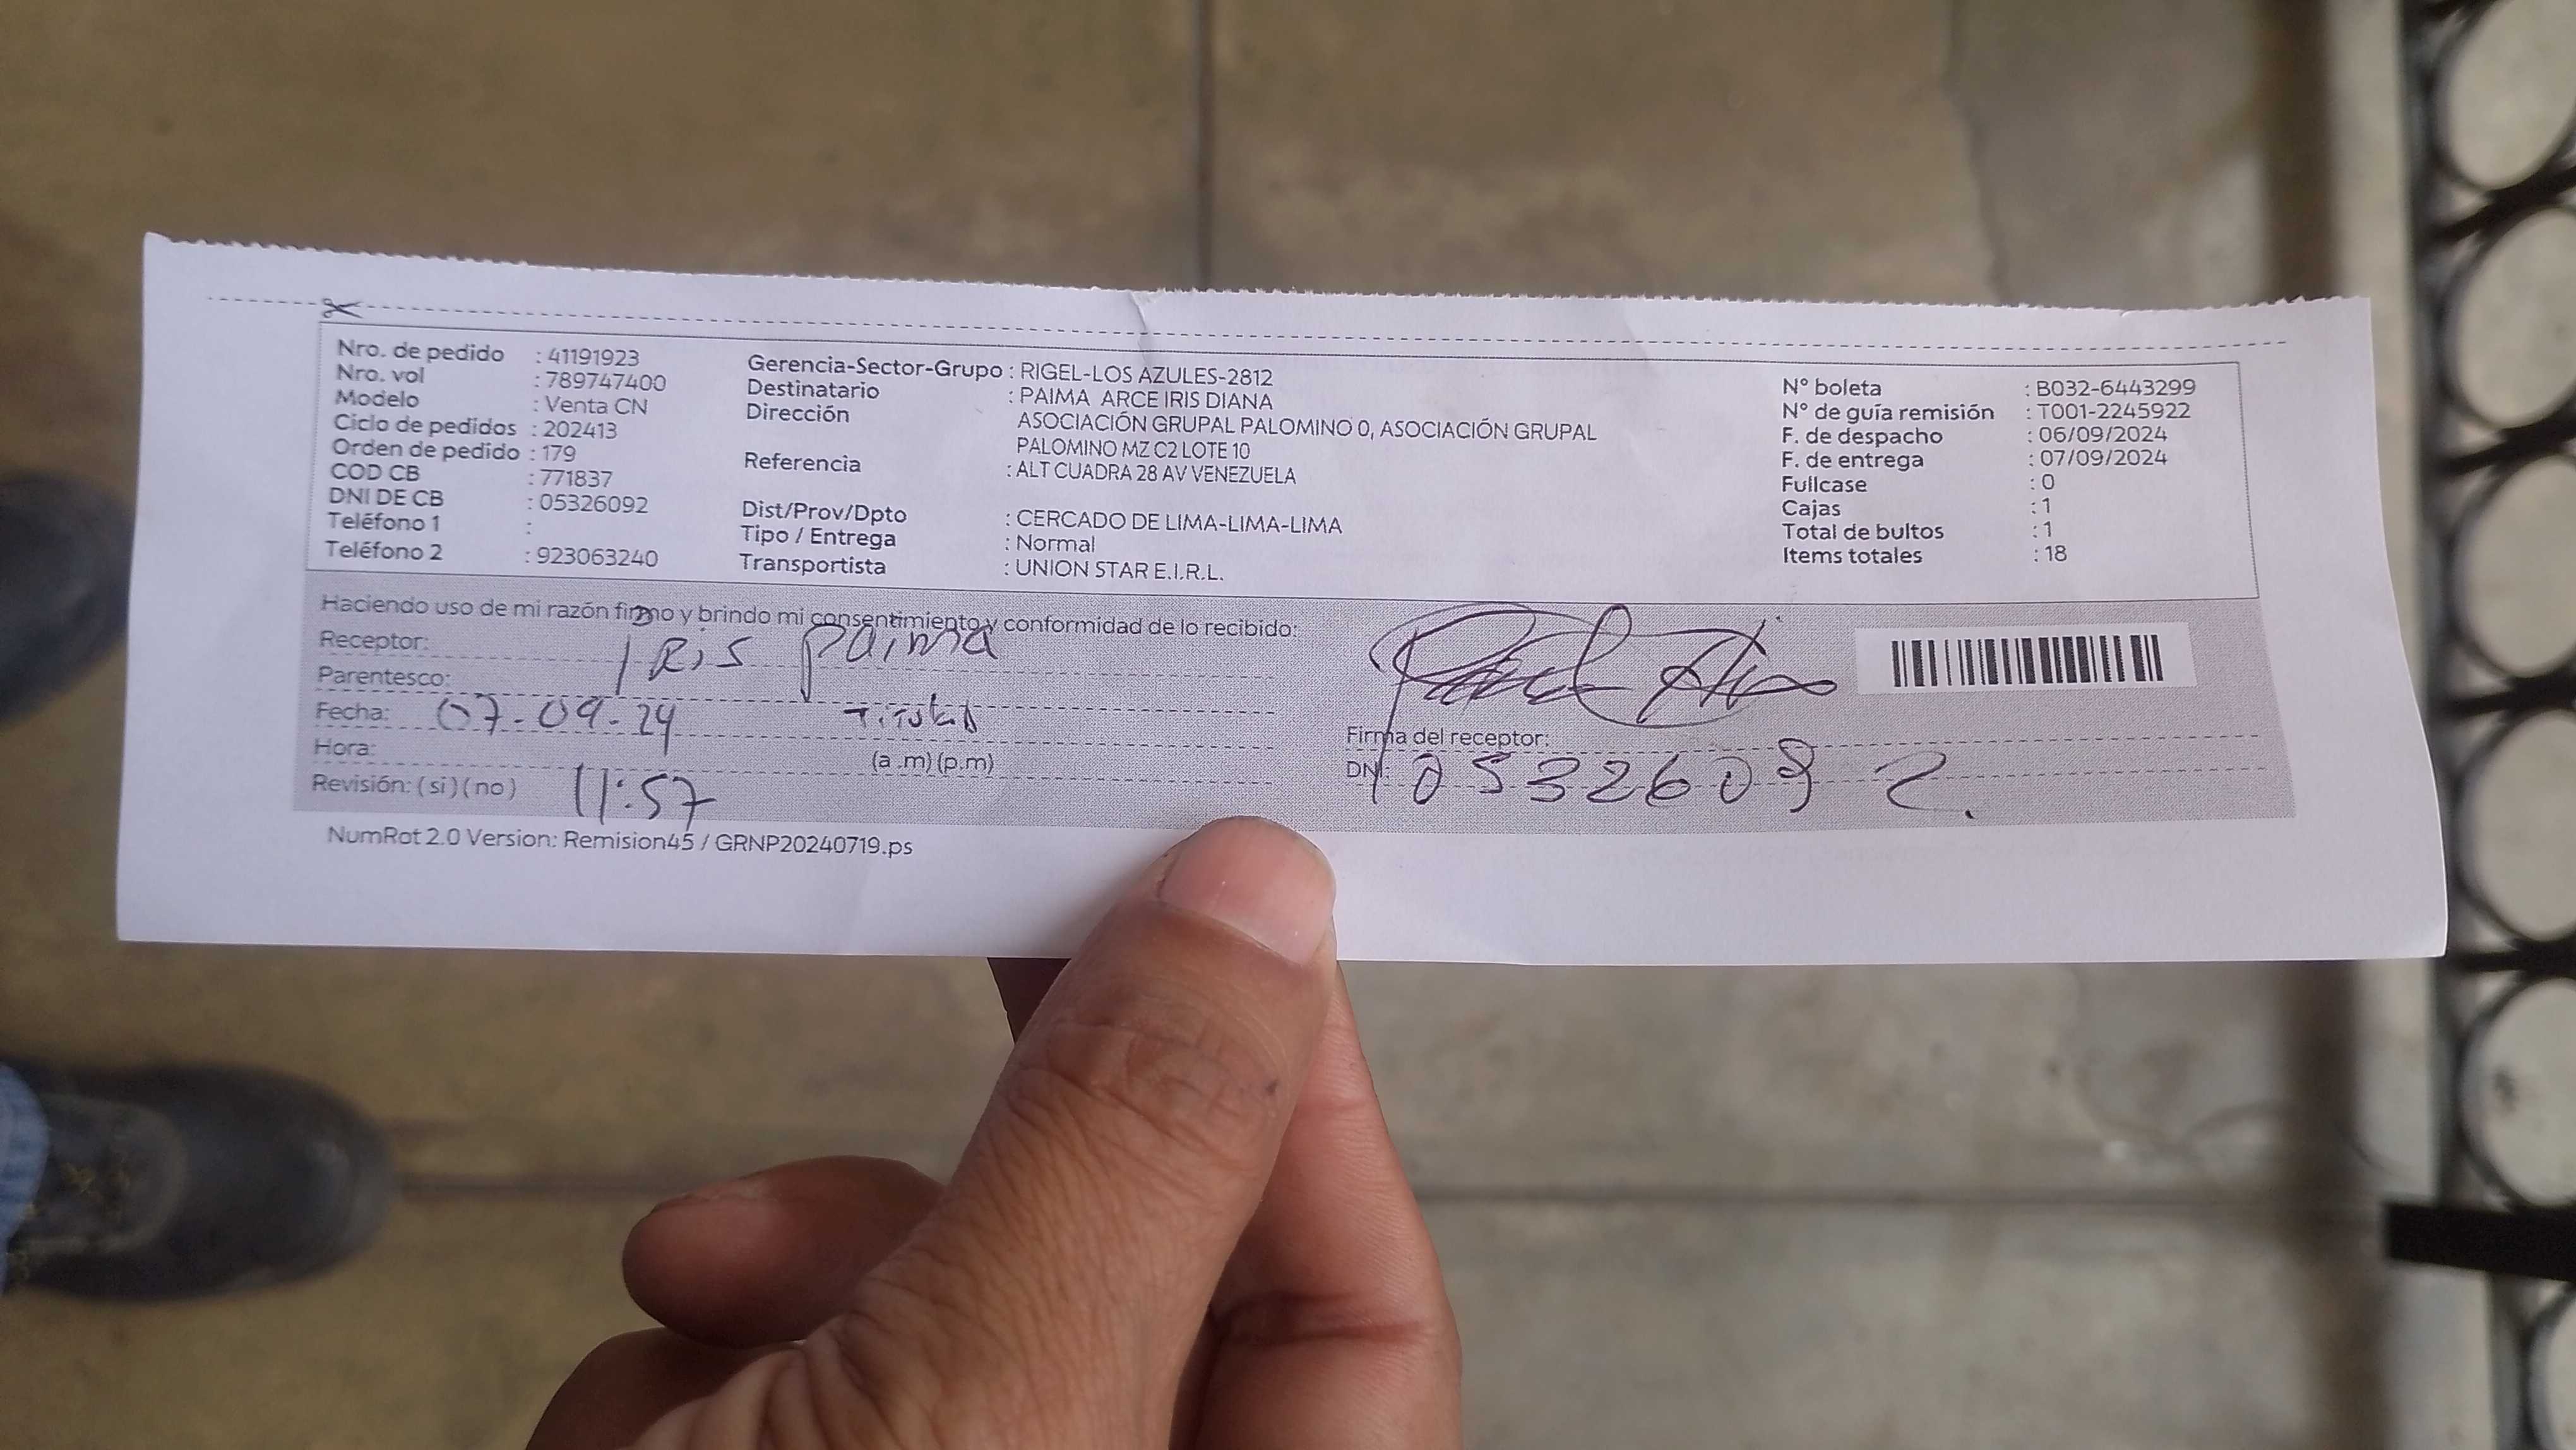 Nro. de pedido : 41191923
Nro. vol : 789747400
Modelo : Venta CN
Ciclo de pedidos : 202413
Orden de pedido : 179
COD CB : 771837
DNI DE CB : 05326092
Teléfono 1 :
Teléfono 2 : 923063240
Gerencia-Sector-Grupo : RIGEL-LOS AZULES-2812
Destinatario : PAIMA ARCE IRIS DIANA
Dirección ASOCIACIÓN GRUPAL PALOMINO 0, ASOCIACIÓN GRUPAL
PALOMINO MZ C2 LOTE 10
Referencia : ALT CUADRA 28 AV VENEZUELA
Dist/Prov/Dpto : CERCADO DE LIMA-LIMA-LIMA
Tipo / Entrega : Normal
Transportista : UNION STAR E.I.R.L.
N° boleta : B032-6443299
N° de guía remisión : T001-2245922
F. de despacho : 06/09/2024
F. de entrega : 07/09/2024
Fullcase : 0
Cajas : 1
Total de bultos : 1
Items totales : 18
Haciendo uso de mi razón firmo y brindo mi consentimiento y conformidad de lo recibido:
Receptor: IRis paima
Parentesco: Titular
Fecha: 07-09-24
Hora: (a .m) (p.m)
Revisión: ( si ) ( no ) 11:57
Firma del receptor:
DNI: 05326092.
NumRot 2.0 Version: Remision45 / GRNP20240719.ps